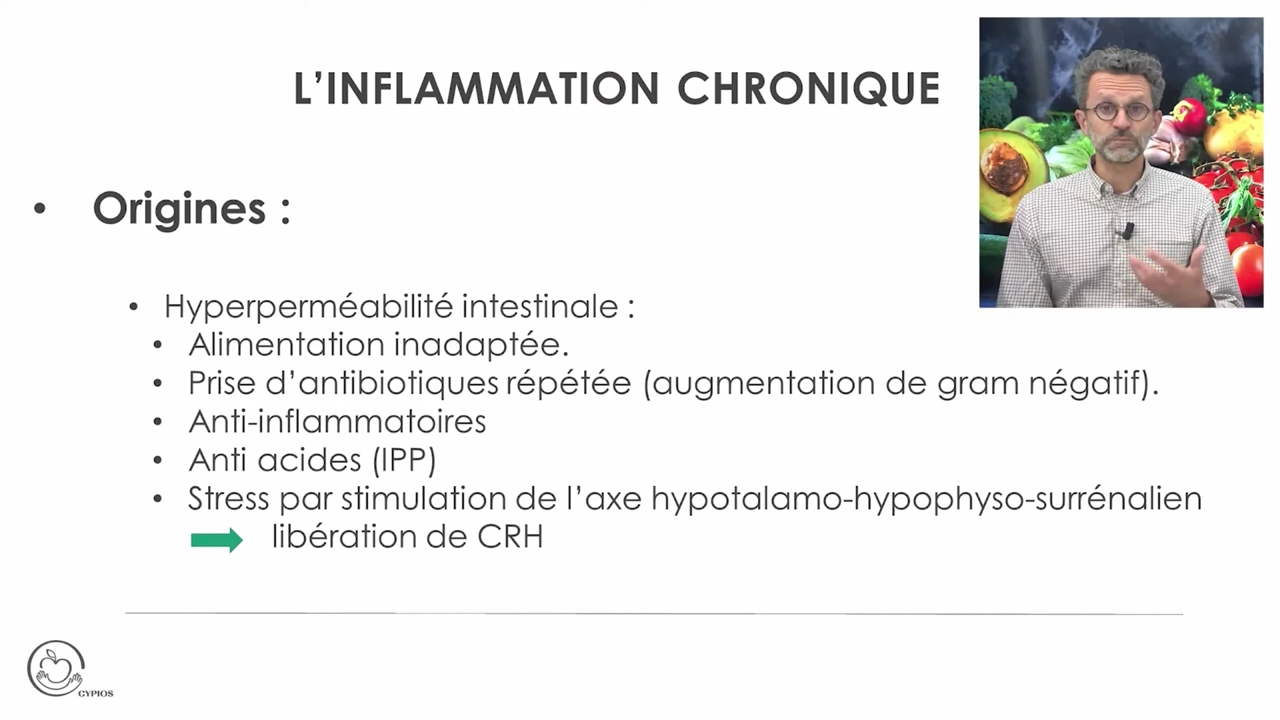 L’INFLAMMATION CHRONIQUE
• Origines :
• Hyperperméabilité intestinale :
• Alimentation inadaptée.
• Prise d’antibiotiques répétée (augmentation de gram négatif).
• Anti-inflammatoires
• Anti acides (IPP)
• Stress par stimulation de l’axe hypotalamo-hypophyso-surrénalien
libération de CRH
CYPIOS